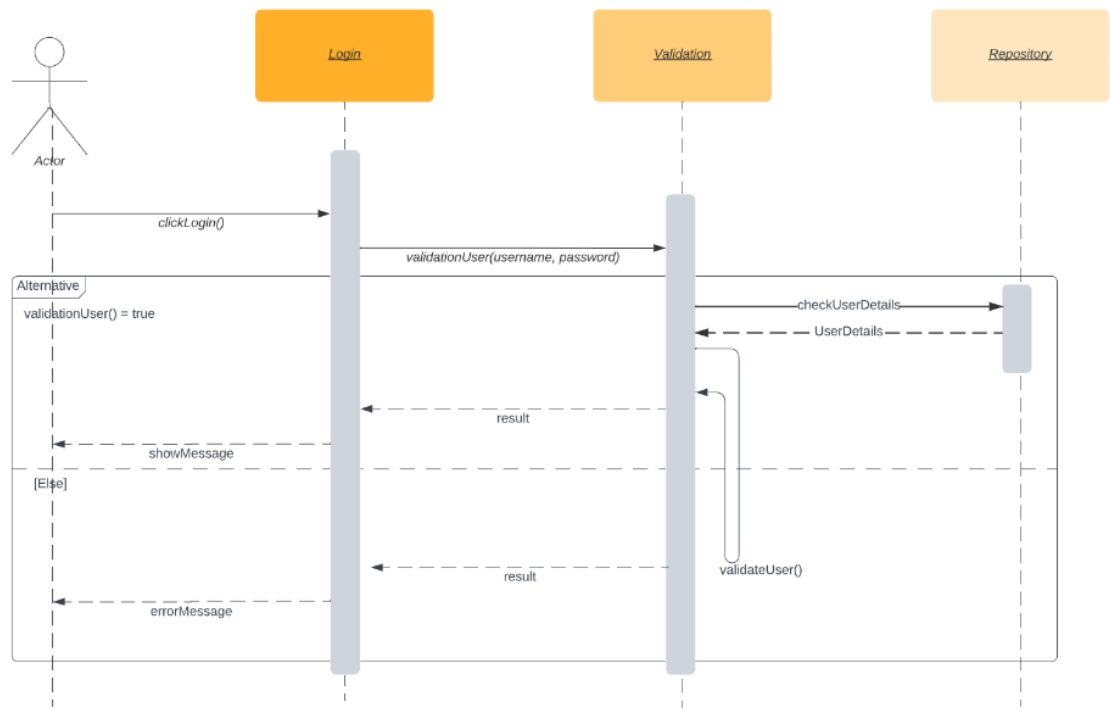 Login
Validation
Repository
Actor
clickLogin()
validationUser(username, password)
Alternative
validationUser() = true
checkUserDetails
UserDetails
result
showMessage
[Else]
validateUser()
result
errorMessage